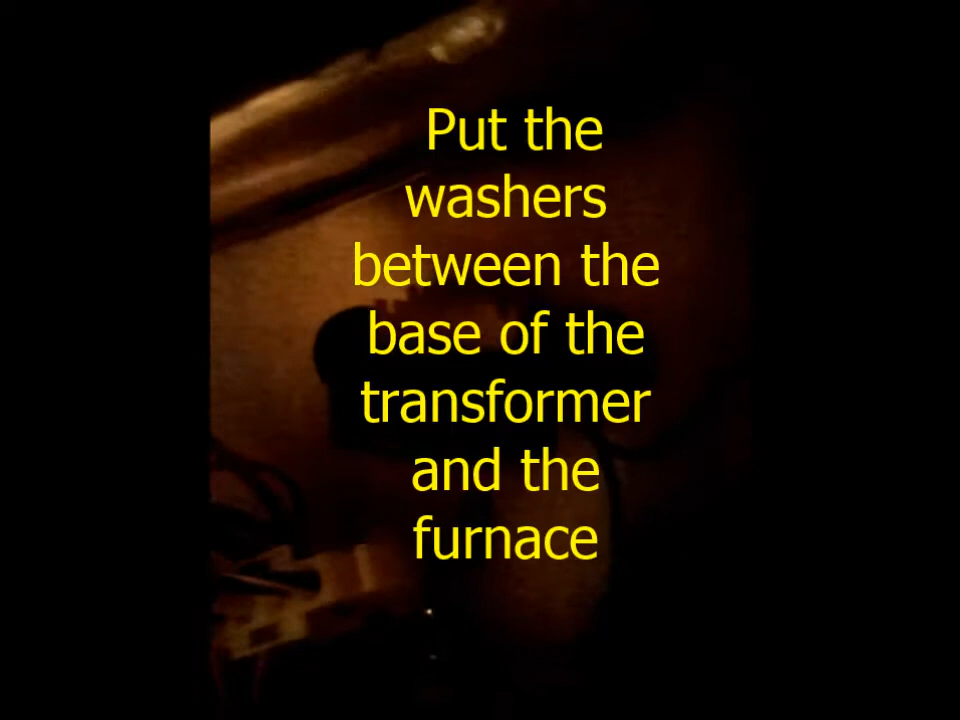 Put the
washers
between the
base of the
transformer
and the
furnace